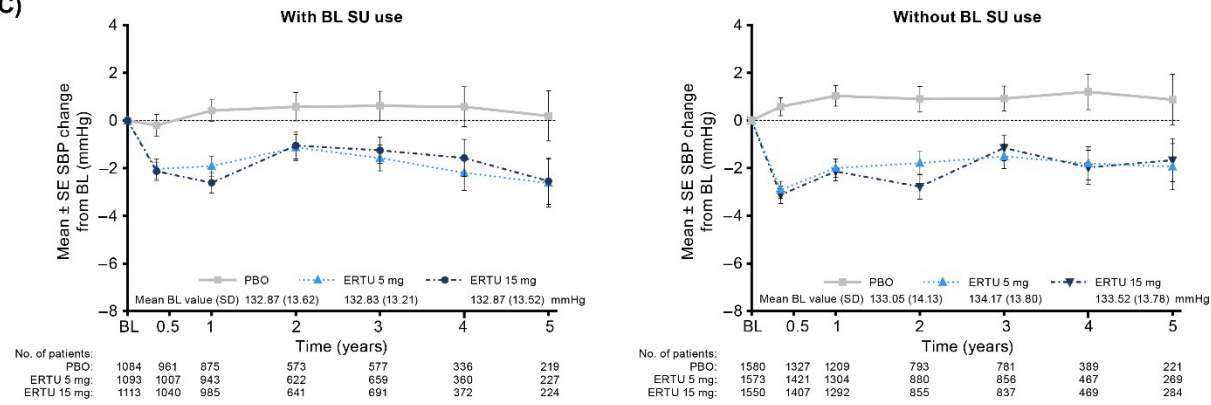 C)
With BL SU use
4
2
0
–2
–4
–6
–8
Mean ± SE SBP change
from BL (mmHg)
PBO ERTU 5 mg ERTU 15 mg
Mean BL value (SD) 132.87 (13.62) 132.83 (13.21) 132.87 (13.52) mmHg
BL 0.5 1 2 3 4 5
Time (years)
No. of patients:
PBO: 1084 961 875 573 577 336 219
ERTU 5 mg: 1093 1007 943 622 659 360 227
ERTU 15 mg: 1113 1040 985 641 691 372 224
Without BL SU use
4
2
0
–2
–4
–6
–8
Mean ± SE SBP change
from BL (mmHg)
PBO ERTU 5 mg ERTU 15 mg
Mean BL value (SD) 133.05 (14.13) 134.17 (13.80) 133.52 (13.78) mmHg
BL 0.5 1 2 3 4 5
Time (years)
No. of patients:
PBO: 1580 1327 1209 793 781 389 221
ERTU 5 mg: 1573 1421 1304 880 856 467 269
ERTU 15 mg: 1550 1407 1292 855 837 469 284